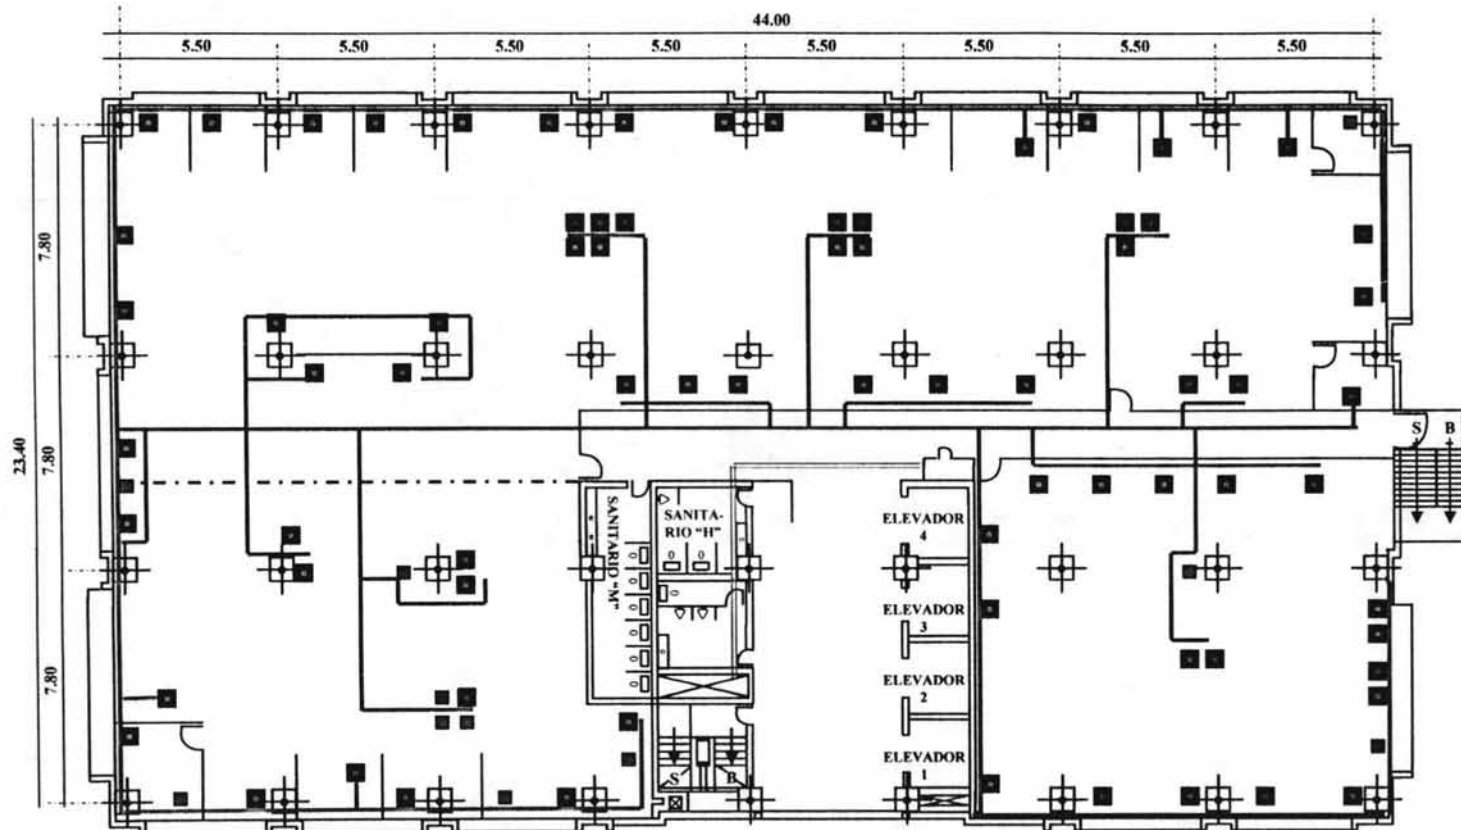 44.00
5.50 5.50 5.50 5.50 5.50 5.50 5.50 5.50
7.80
23.40
7.80
7.80
S B
SANITARIO "M"
SANITA-
RIO "H"
ELEVADOR
4
ELEVADOR
3
ELEVADOR
2
ELEVADOR
1
S B